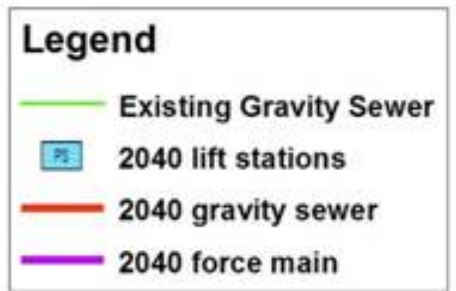 Legend
Existing Gravity Sewer
PS
2040 lift stations
2040 gravity sewer
2040 force main